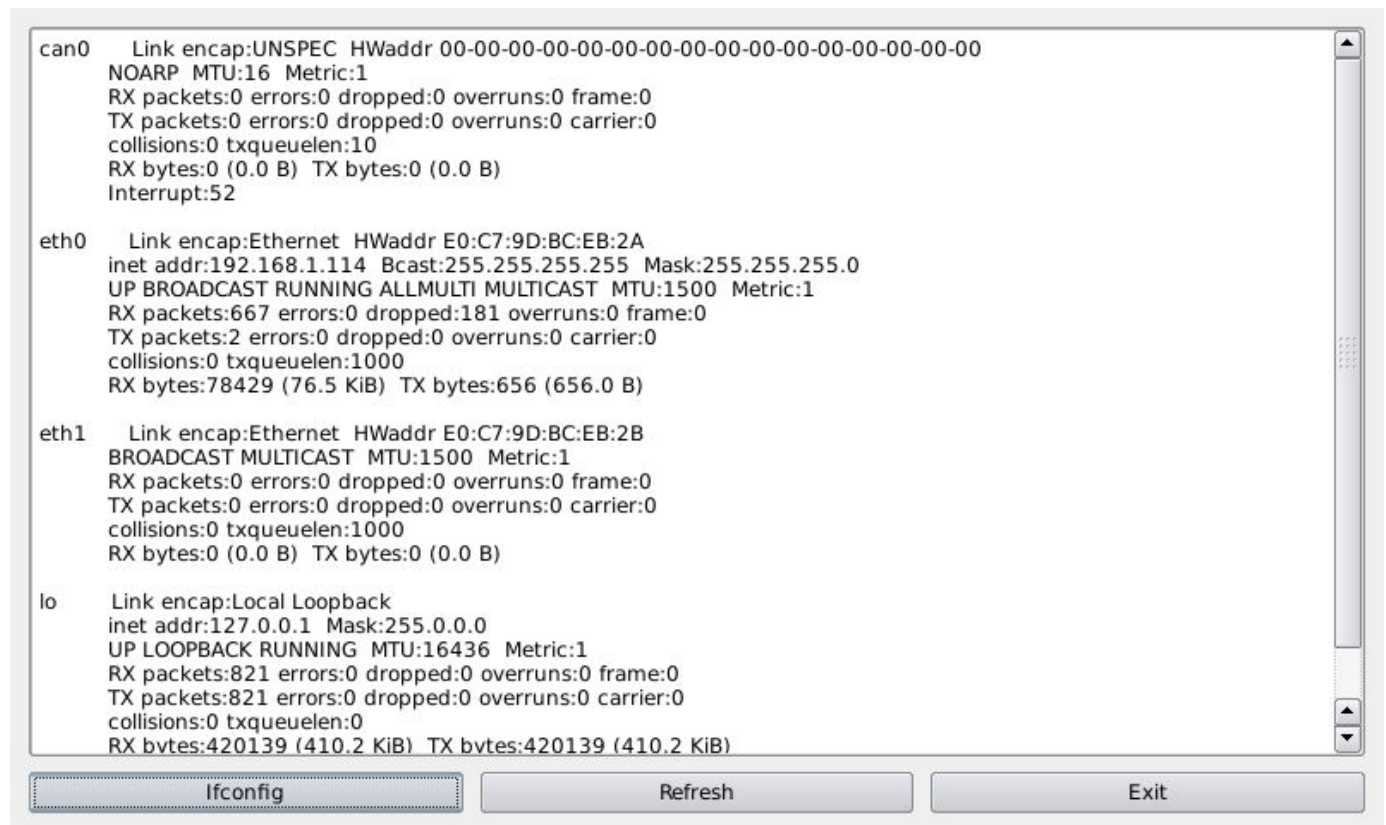 can0 Link encap:UNSPEC HWaddr 00-00-00-00-00-00-00-00-00-00-00-00-00-00-00-00
NOARP MTU:16 Metric:1
RX packets:0 errors:0 dropped:0 overruns:0 frame:0
TX packets:0 errors:0 dropped:0 overruns:0 carrier:0
collisions:0 txqueuelen:10
RX bytes:0 (0.0 B) TX bytes:0 (0.0 B)
Interrupt:52
eth0 Link encap:Ethernet HWaddr E0:C7:9D:BC:EB:2A
inet addr:192.168.1.114 Bcast:255.255.255.255 Mask:255.255.255.0
UP BROADCAST RUNNING ALLMULTI MULTICAST MTU:1500 Metric:1
RX packets:667 errors:0 dropped:181 overruns:0 frame:0
TX packets:2 errors:0 dropped:0 overruns:0 carrier:0
collisions:0 txqueuelen:1000
RX bytes:78429 (76.5 KiB) TX bytes:656 (656.0 B)
eth1 Link encap:Ethernet HWaddr E0:C7:9D:BC:EB:2B
BROADCAST MULTICAST MTU:1500 Metric:1
RX packets:0 errors:0 dropped:0 overruns:0 frame:0
TX packets:0 errors:0 dropped:0 overruns:0 carrier:0
collisions:0 txqueuelen:1000
RX bytes:0 (0.0 B) TX bytes:0 (0.0 B)
lo Link encap:Local Loopback
inet addr:127.0.0.1 Mask:255.0.0.0
UP LOOPBACK RUNNING MTU:16436 Metric:1
RX packets:821 errors:0 dropped:0 overruns:0 frame:0
TX packets:821 errors:0 dropped:0 overruns:0 carrier:0
collisions:0 txqueuelen:0
RX bytes:420139 (410.2 KiB) TX bytes:420139 (410.2 KiB)
Ifconfig Refresh Exit